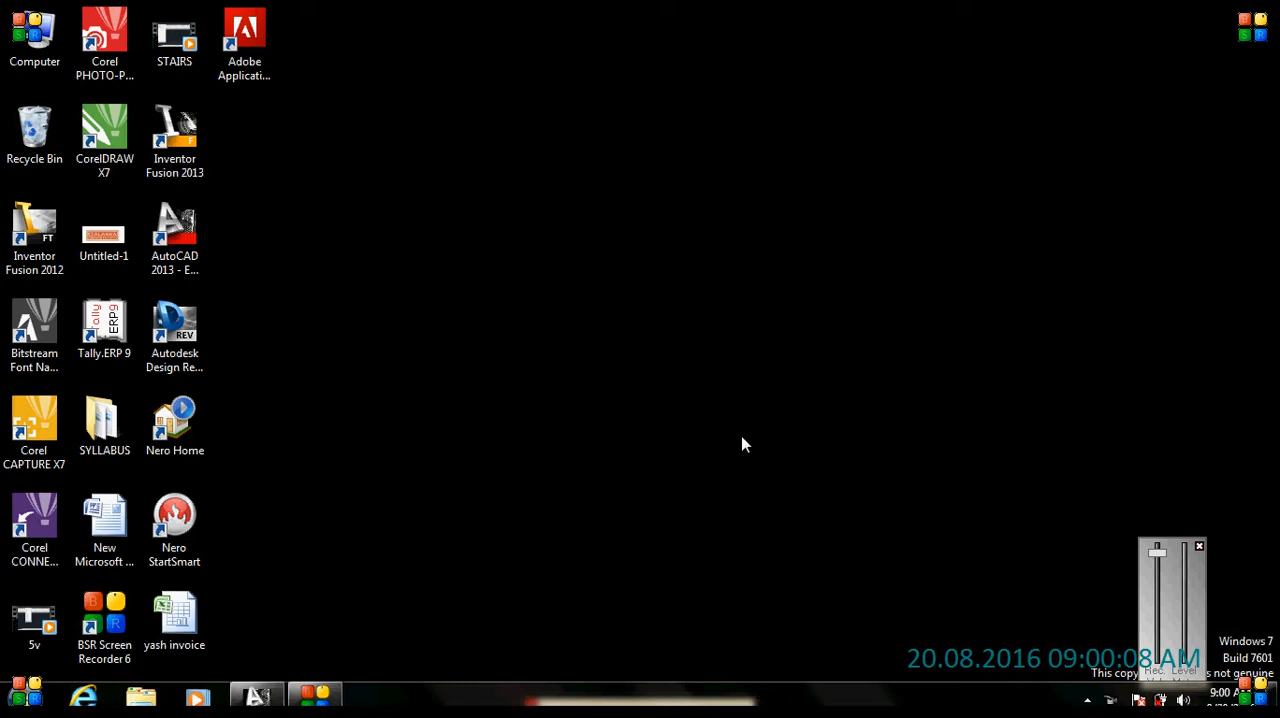 Computer
Corel
PHOTO-P...
STAIRS
Adobe
Applicati...
Recycle Bin
CorelDRAW
X7
Inventor
Fusion 2013
Inventor
Fusion 2012
Untitled-1
AutoCAD
2013 - E...
Bitstream
Font Na...
Tally.ERP 9
Autodesk
Design Re...
Corel
CAPTURE X7
SYLLABUS
Nero Home
Corel
CONNE...
New
Microsoft ...
Nero
StartSmart
5v
BSR Screen
Recorder 6
yash invoice
20.08.2016 09:00:08 AM
Rec. Level
Windows 7
Build 7601
This copy
s not genuine
9:00 A